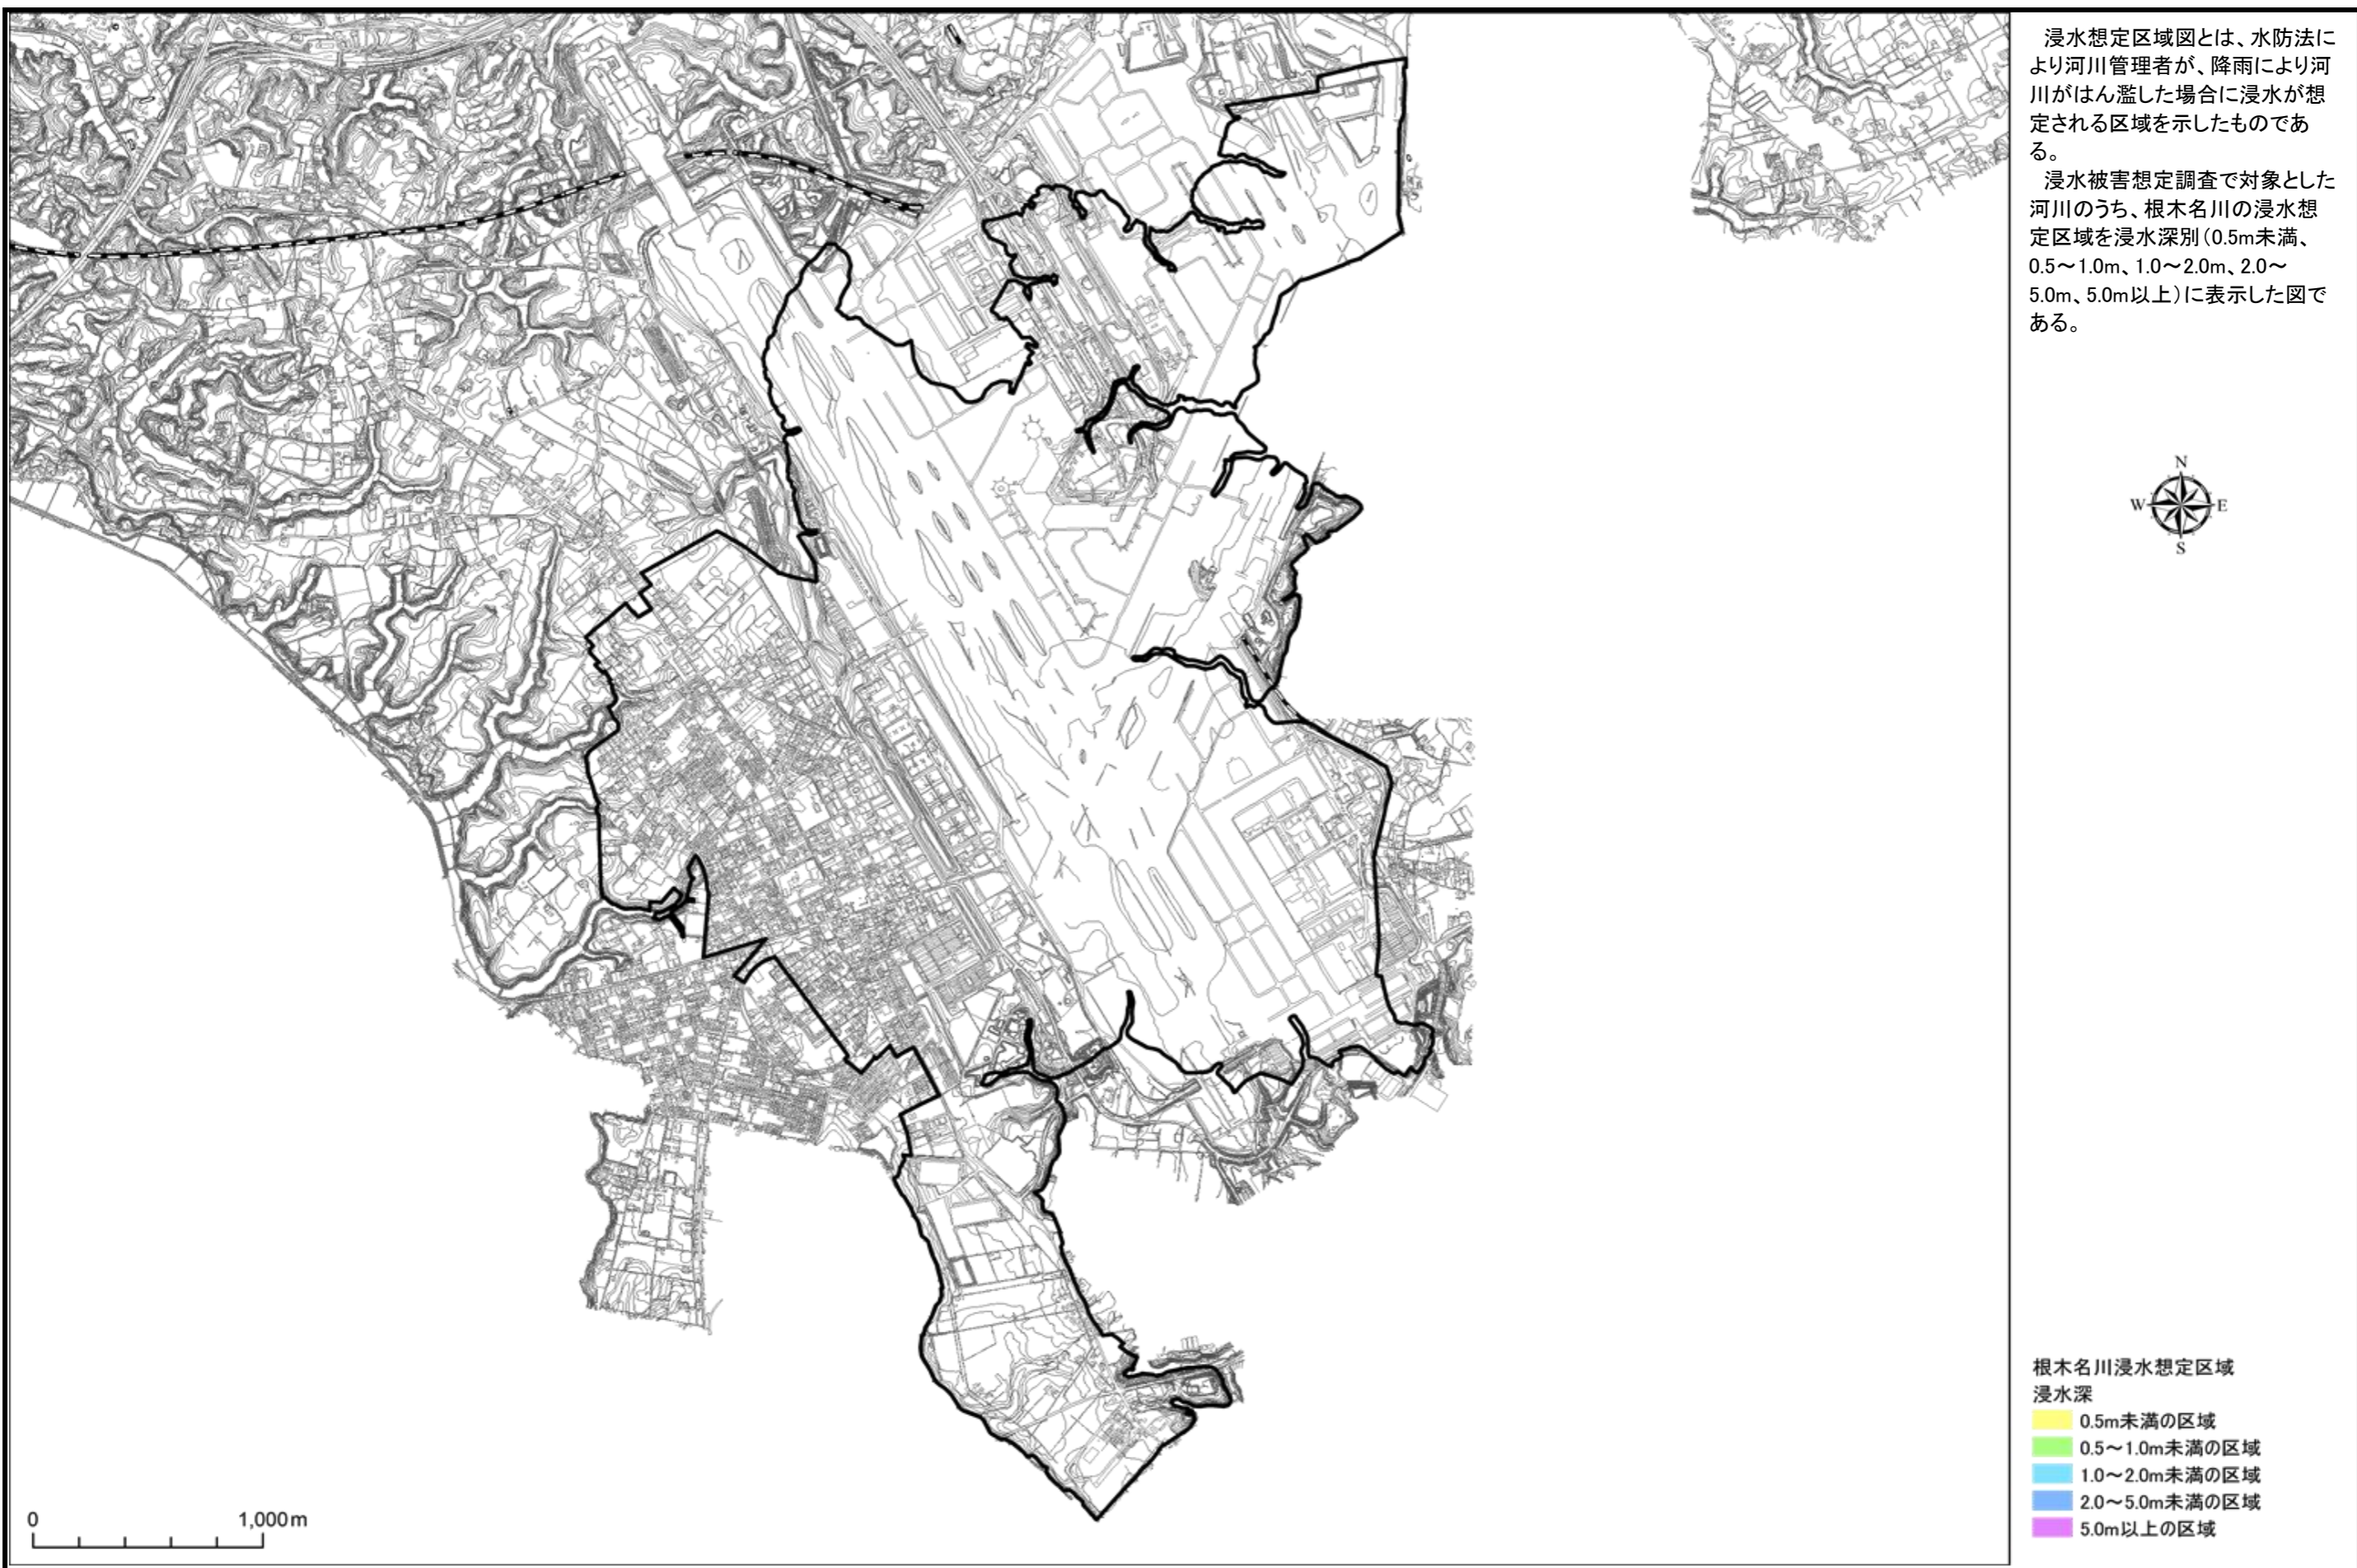 浸水想定区域図とは、水防法に
より河川管理者が、降雨により河
川がはん濫した場合に浸水が想
定される区域を示したものであ
る。
浸水被害想定調査で対象とした
河川のうち、根木名川の浸水想
定区域を浸水深別（0.5m未満、
0.5～1.0m、1.0～2.0m、2.0～
5.0m、5.0m以上）に表示した図で
ある。
N
W E
S
根木名川浸水想定区域
浸水深
0.5m未満の区域
0.5～1.0m未満の区域
1.0～2.0m未満の区域
2.0～5.0m未満の区域
5.0m以上の区域
0 1,000m